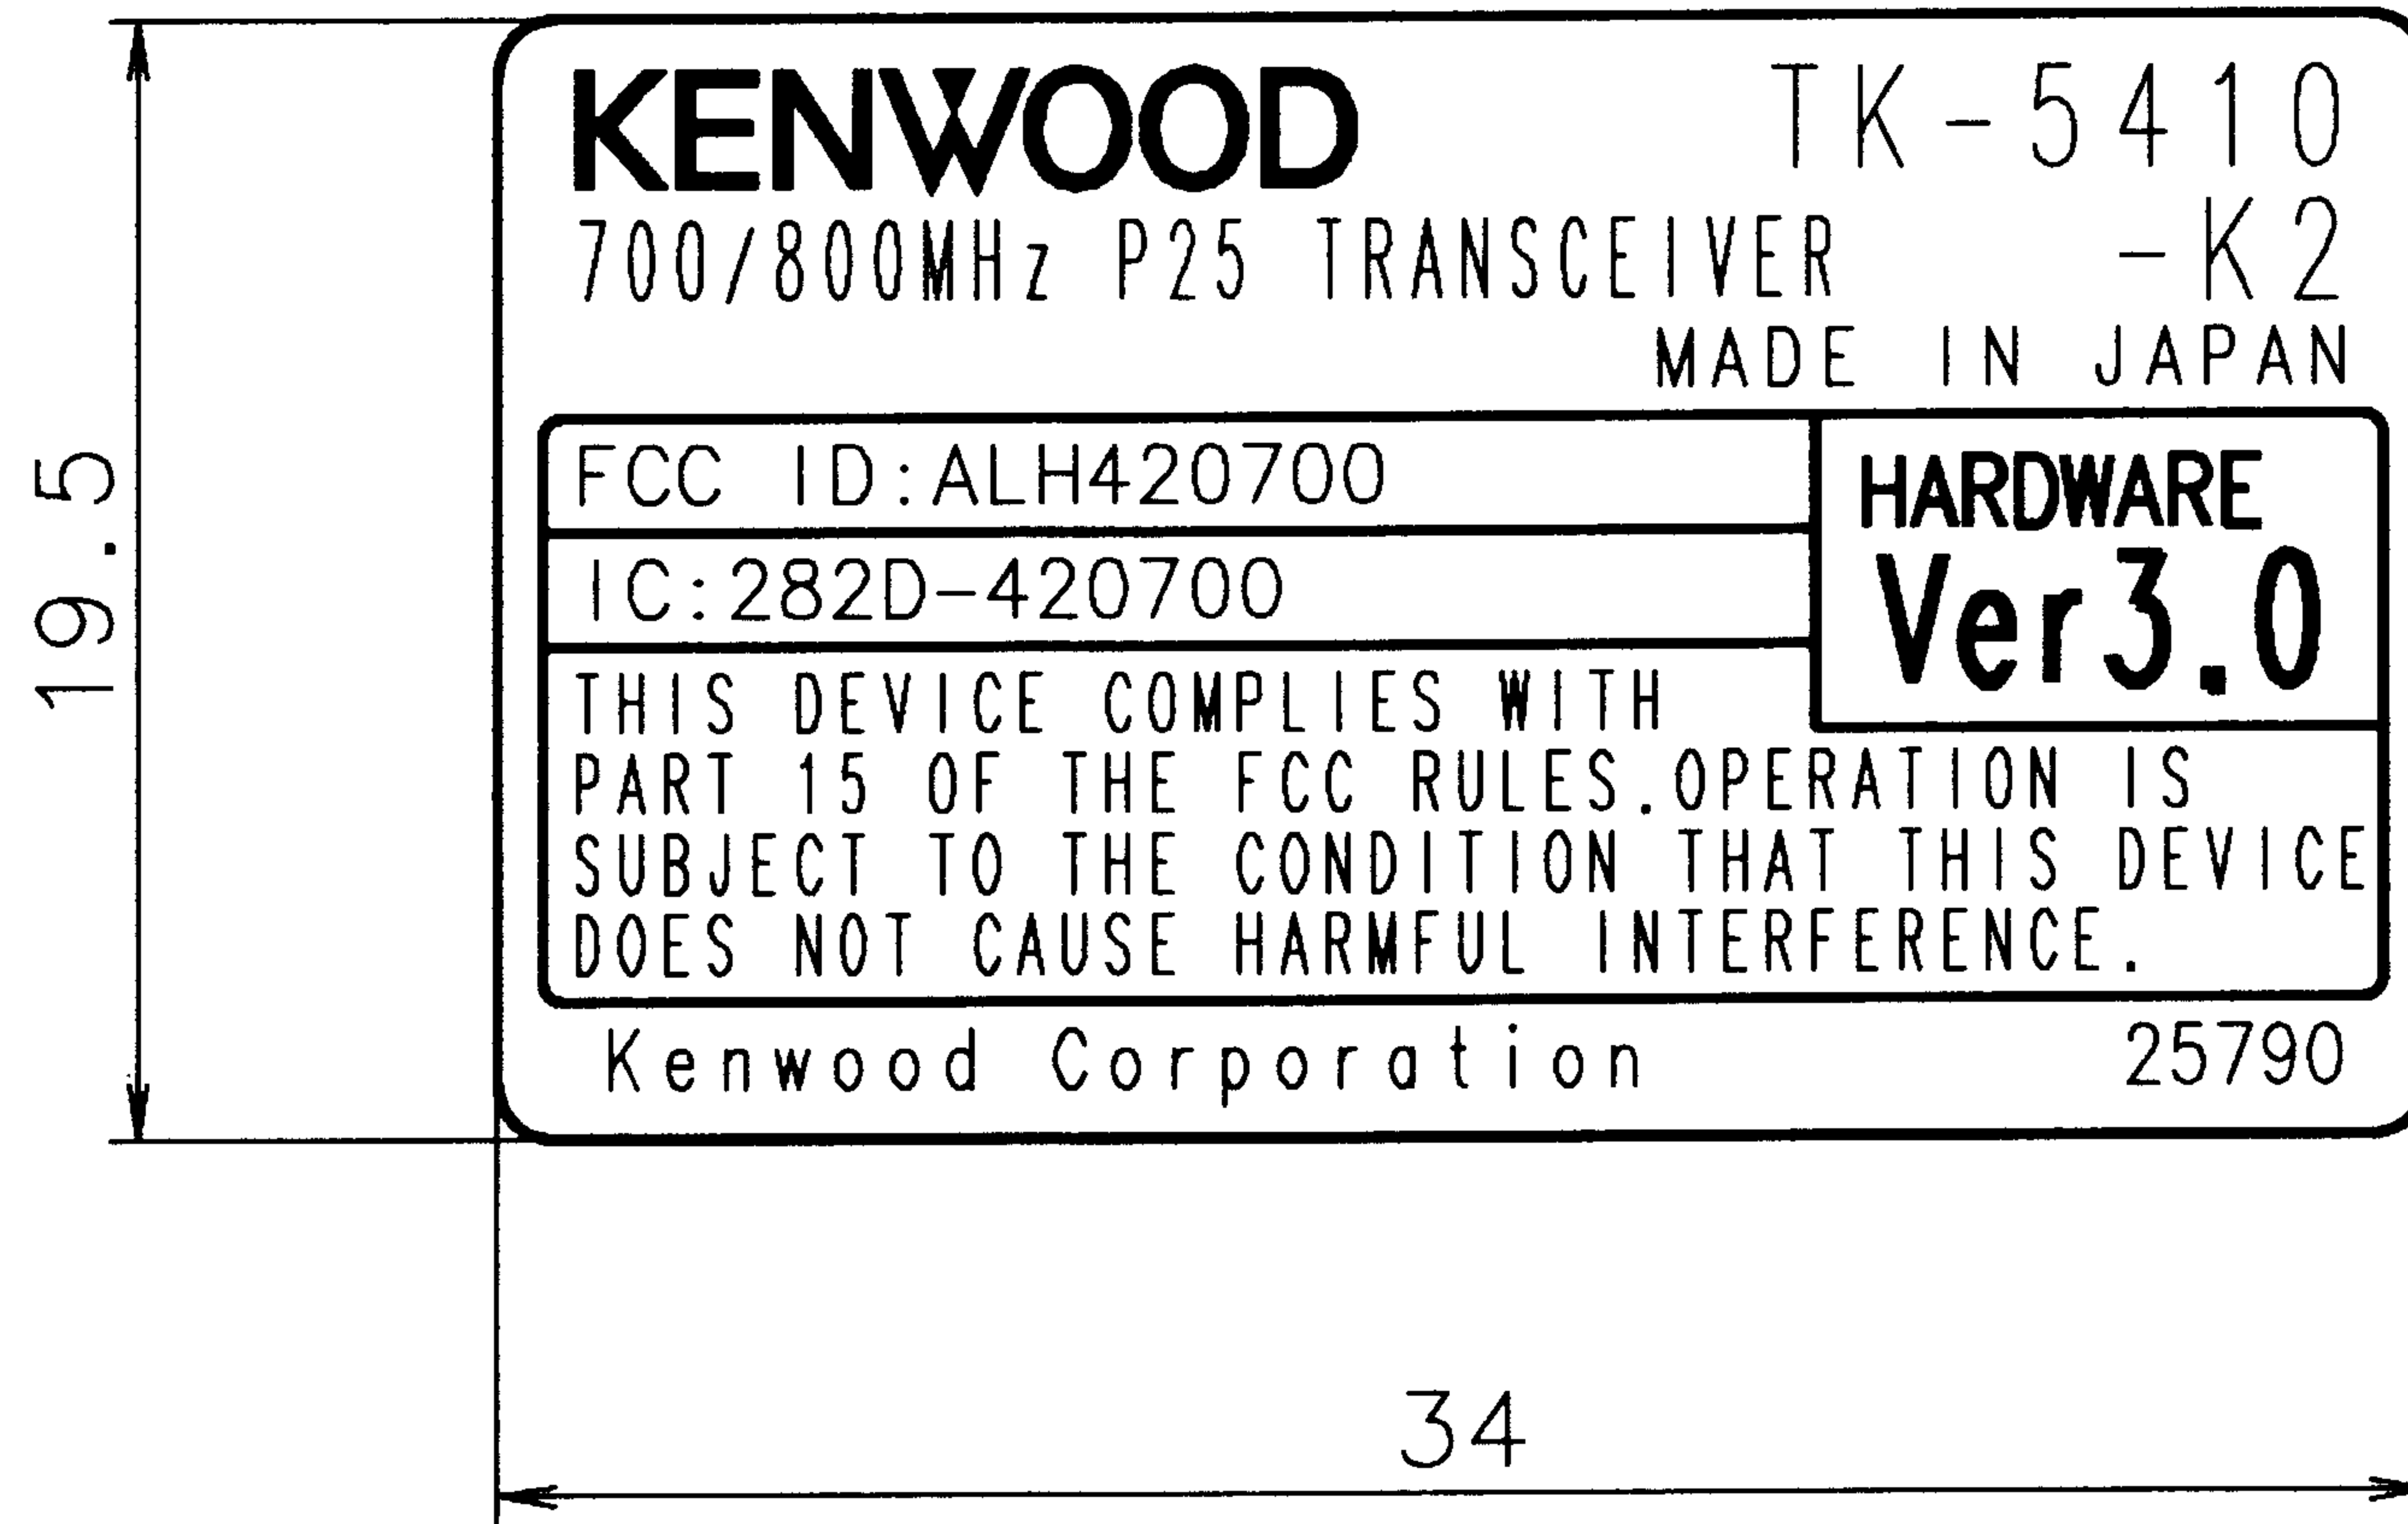 KENWOOD TK-5410
700/800MHz P25 TRANSCEIVER -K2
MADE IN JAPAN
FCC ID:ALH420700
HARDWARE
Ver3.0
IC:282D-420700
THIS DEVICE COMPLIES WITH
PART 15 OF THE FCC RULES.OPERATION IS
SUBJECT TO THE CONDITION THAT THIS DEVICE
DOES NOT CAUSE HARMFUL INTERFERENCE.
Kenwood Corporation 25790
19.5
34